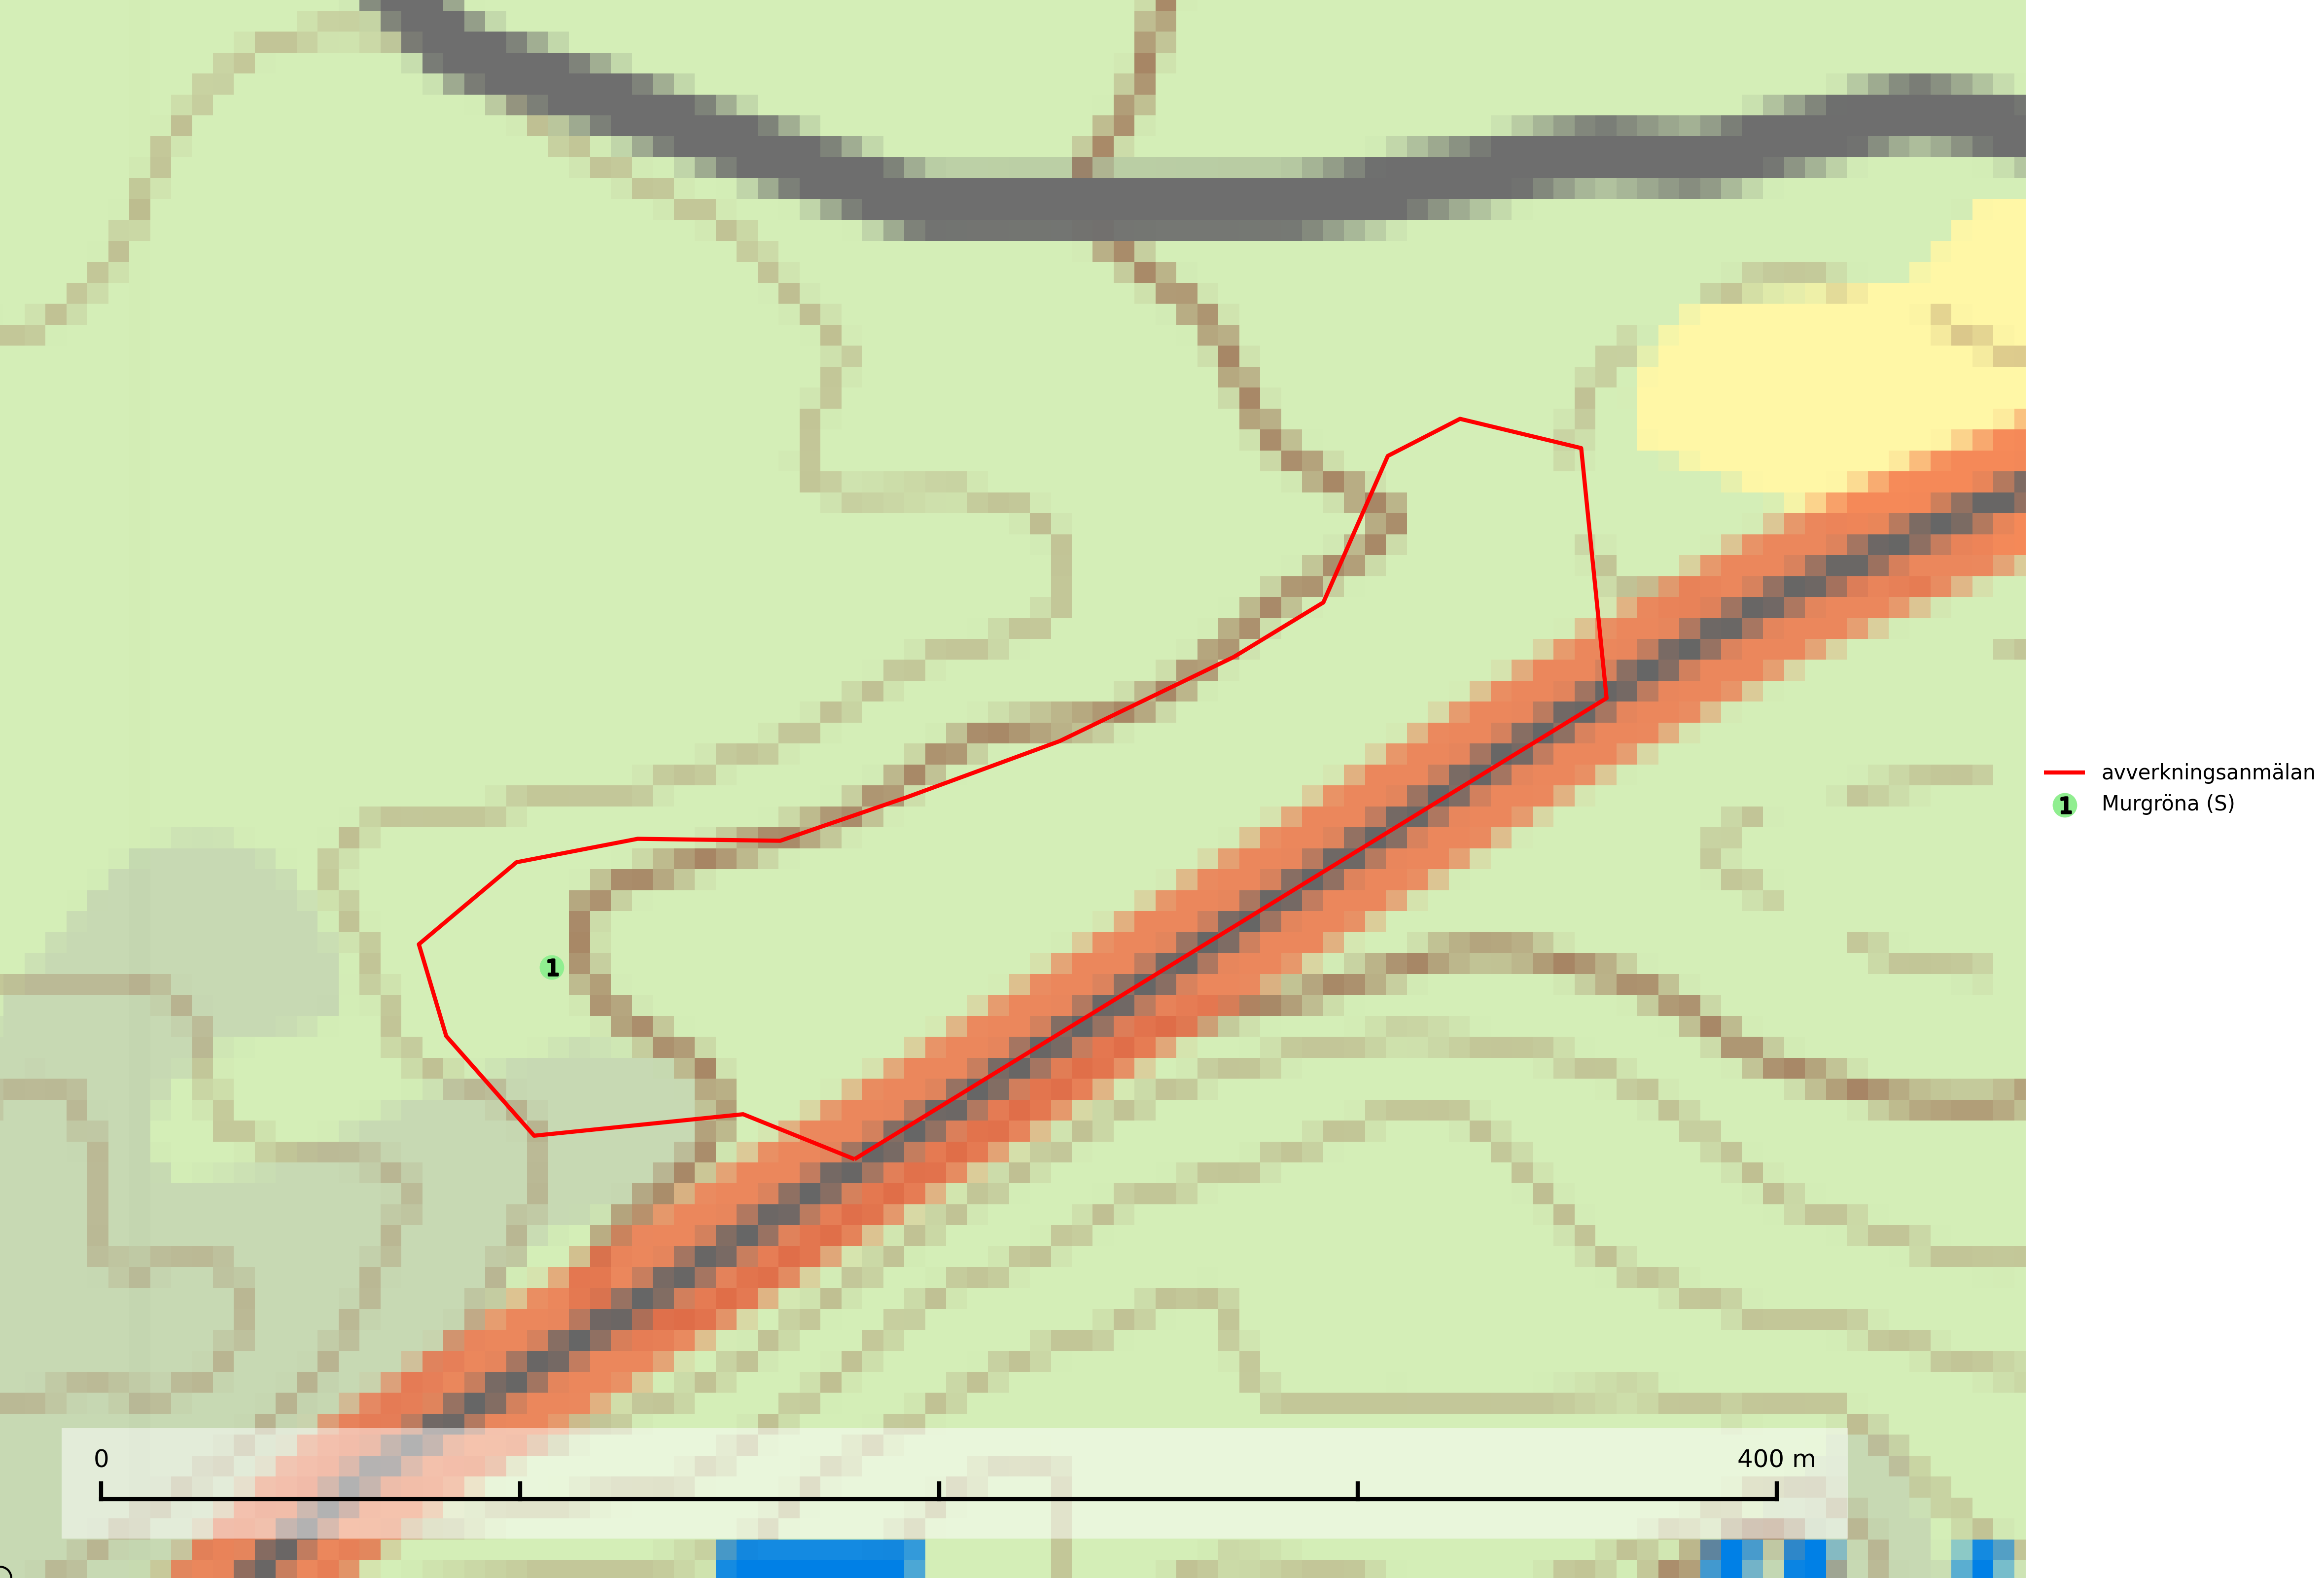 avverkningsanmälan
1 Murgröna (S)
1
0 400 m